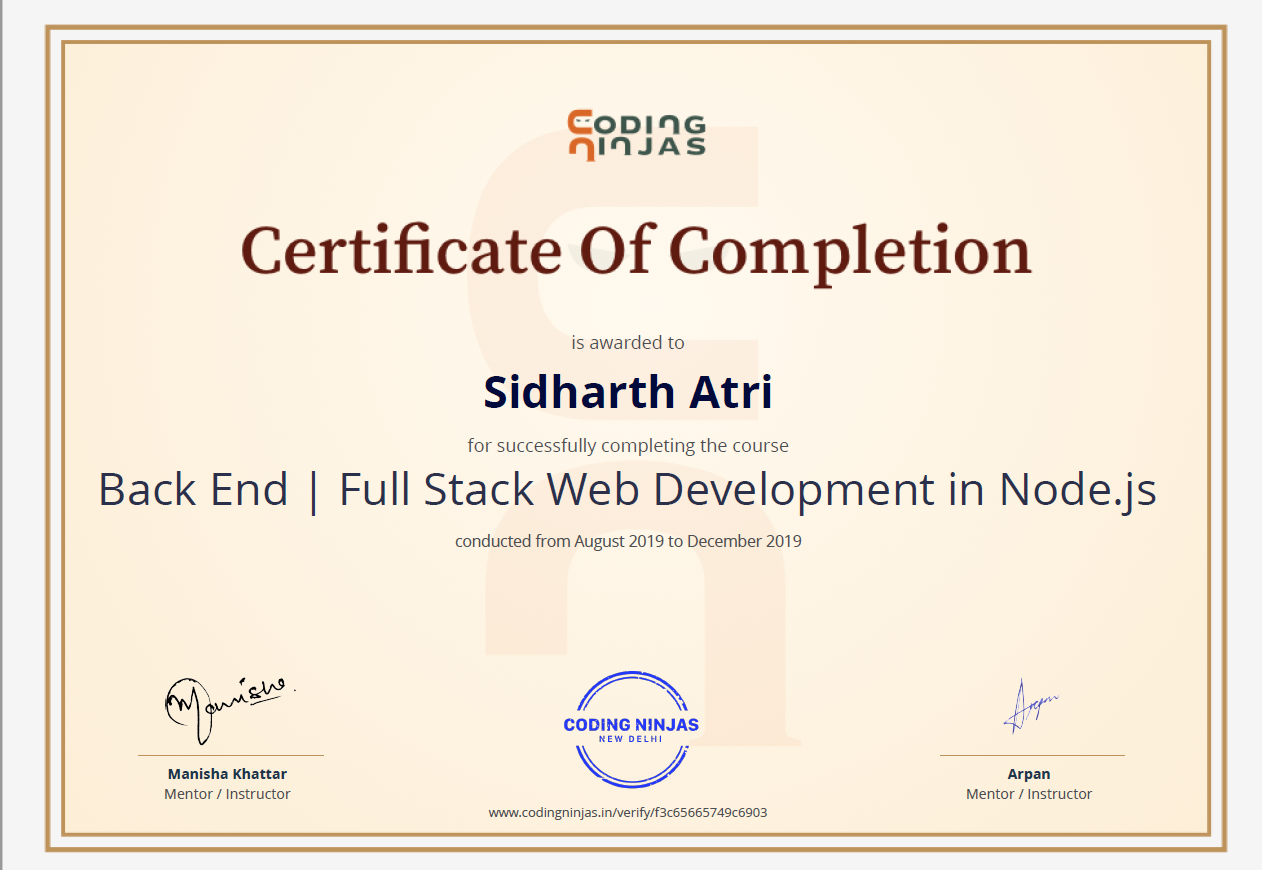 CODING
NINJAS
Certificate Of Completion
is awarded to
Sidharth Atri
for successfully completing the course
Back End | Full Stack Web Development in Node.js
conducted from August 2019 to December 2019
Manisha.
Arpan
CODING NINJAS
NEW DELHI
Manisha Khattar
Mentor / Instructor
Arpan
Mentor / Instructor
www.codingninjas.in/verify/f3c65665749c6903